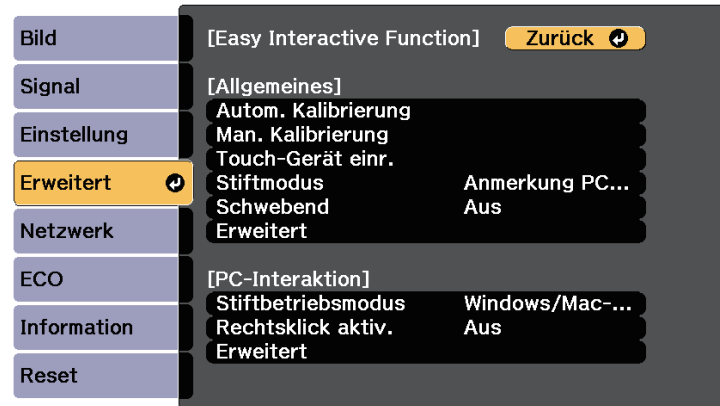 Bild
Signal
Einstellung
Erweitert
Netzwerk
ECO
Information
Reset
[Easy Interactive Function] Zurück
[Allgemeines]
Autom. Kalibrierung
Man. Kalibrierung
Touch-Gerät einr.
Stiftmodus Anmerkung PC...
Schwebend Aus
Erweitert
[PC-Interaktion]
Stiftbetriebsmodus Windows/Mac-...
Rechtsklick aktiv. Aus
Erweitert